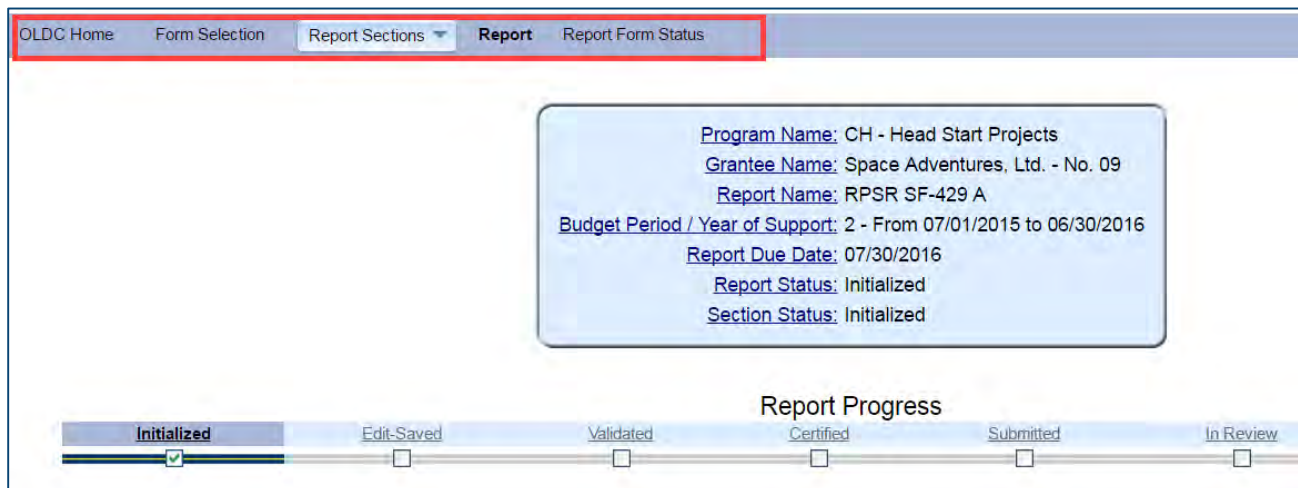 OLDC Home Form Selection Report Sections Report Report Form Status
Program Name: CH - Head Start Projects
Grantee Name: Space Adventures, Ltd. - No. 09
Report Name: RPSR SF-429 A
Budget Period / Year of Support: 2 - From 07/01/2015 to 06/30/2016
Report Due Date: 07/30/2016
Report Status: Initialized
Section Status: Initialized
Report Progress
Initialized Edit-Saved Validated Certified Submitted In Review